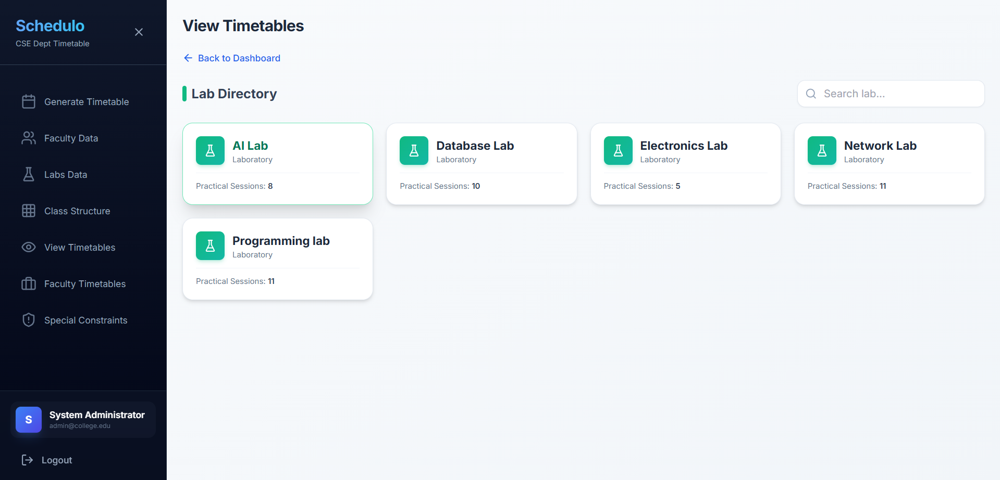 Schedulo
CSE Dept Timetable
Generate Timetable
Faculty Data
Labs Data
Class Structure
View Timetables
Faculty Timetables
Special Constraints
S
System Administrator
admin@college.edu
Logout
View Timetables
Back to Dashboard
Lab Directory
Search lab...
AI Lab
Laboratory
Practical Sessions: 8
Database Lab
Laboratory
Practical Sessions: 10
Electronics Lab
Laboratory
Practical Sessions: 5
Network Lab
Laboratory
Practical Sessions: 11
Programming lab
Laboratory
Practical Sessions: 11